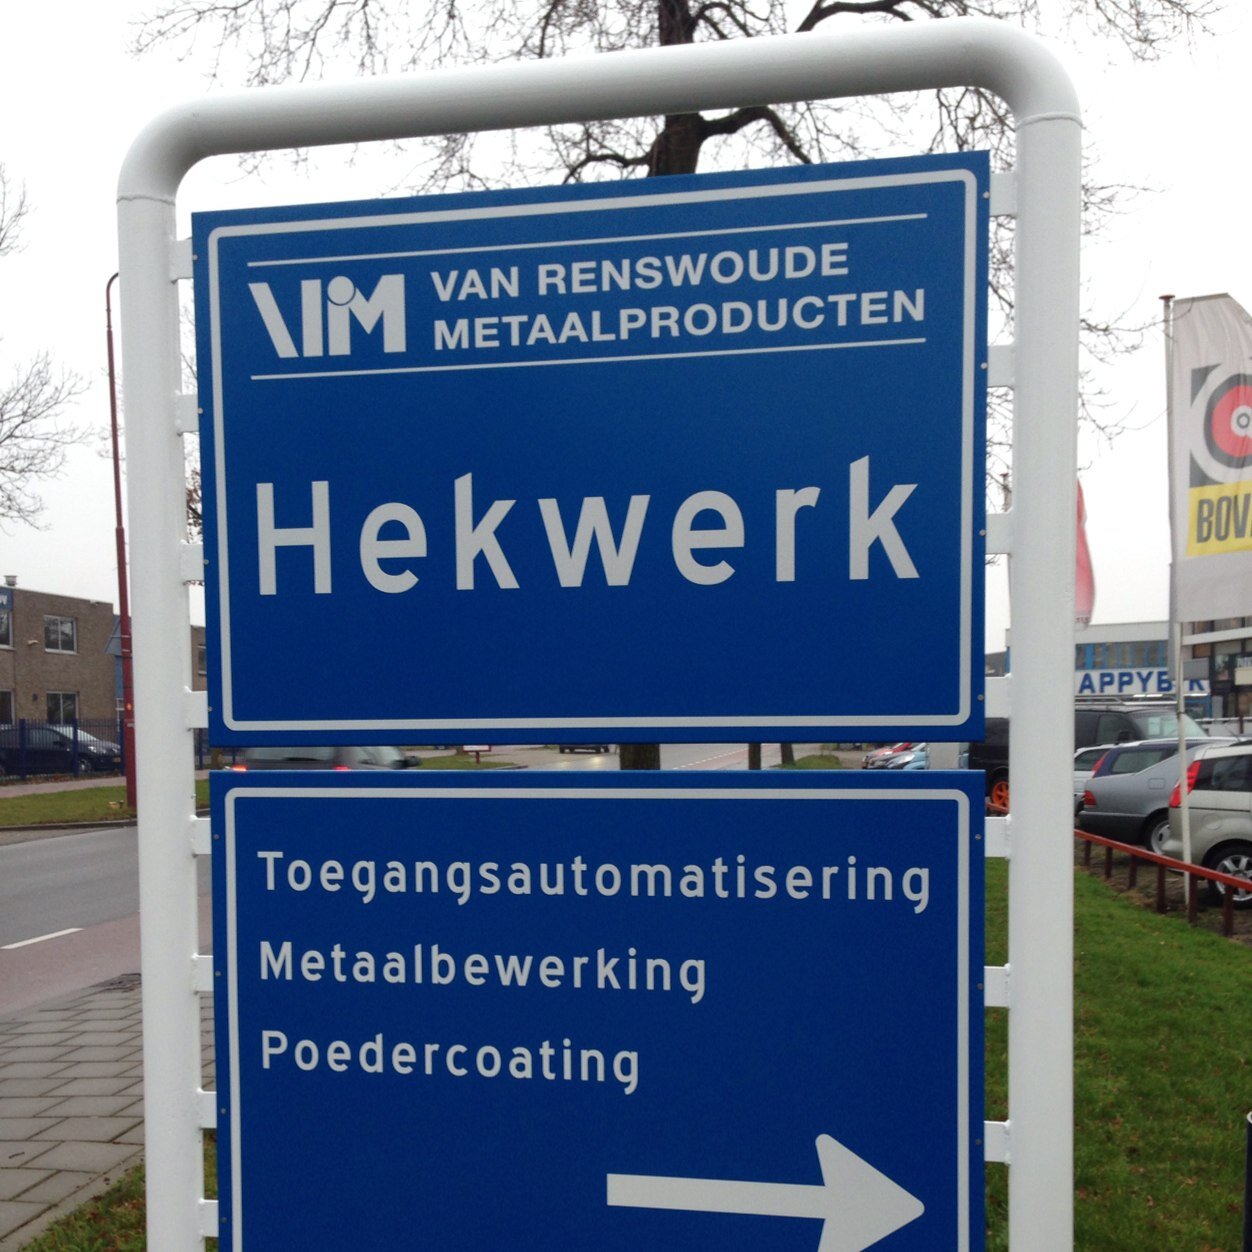 VAN RENSWOUDE
METAALPRODUCTEN
Hekwerk
Toegangsautomatisering
Metaalbewerking
Poedercoating